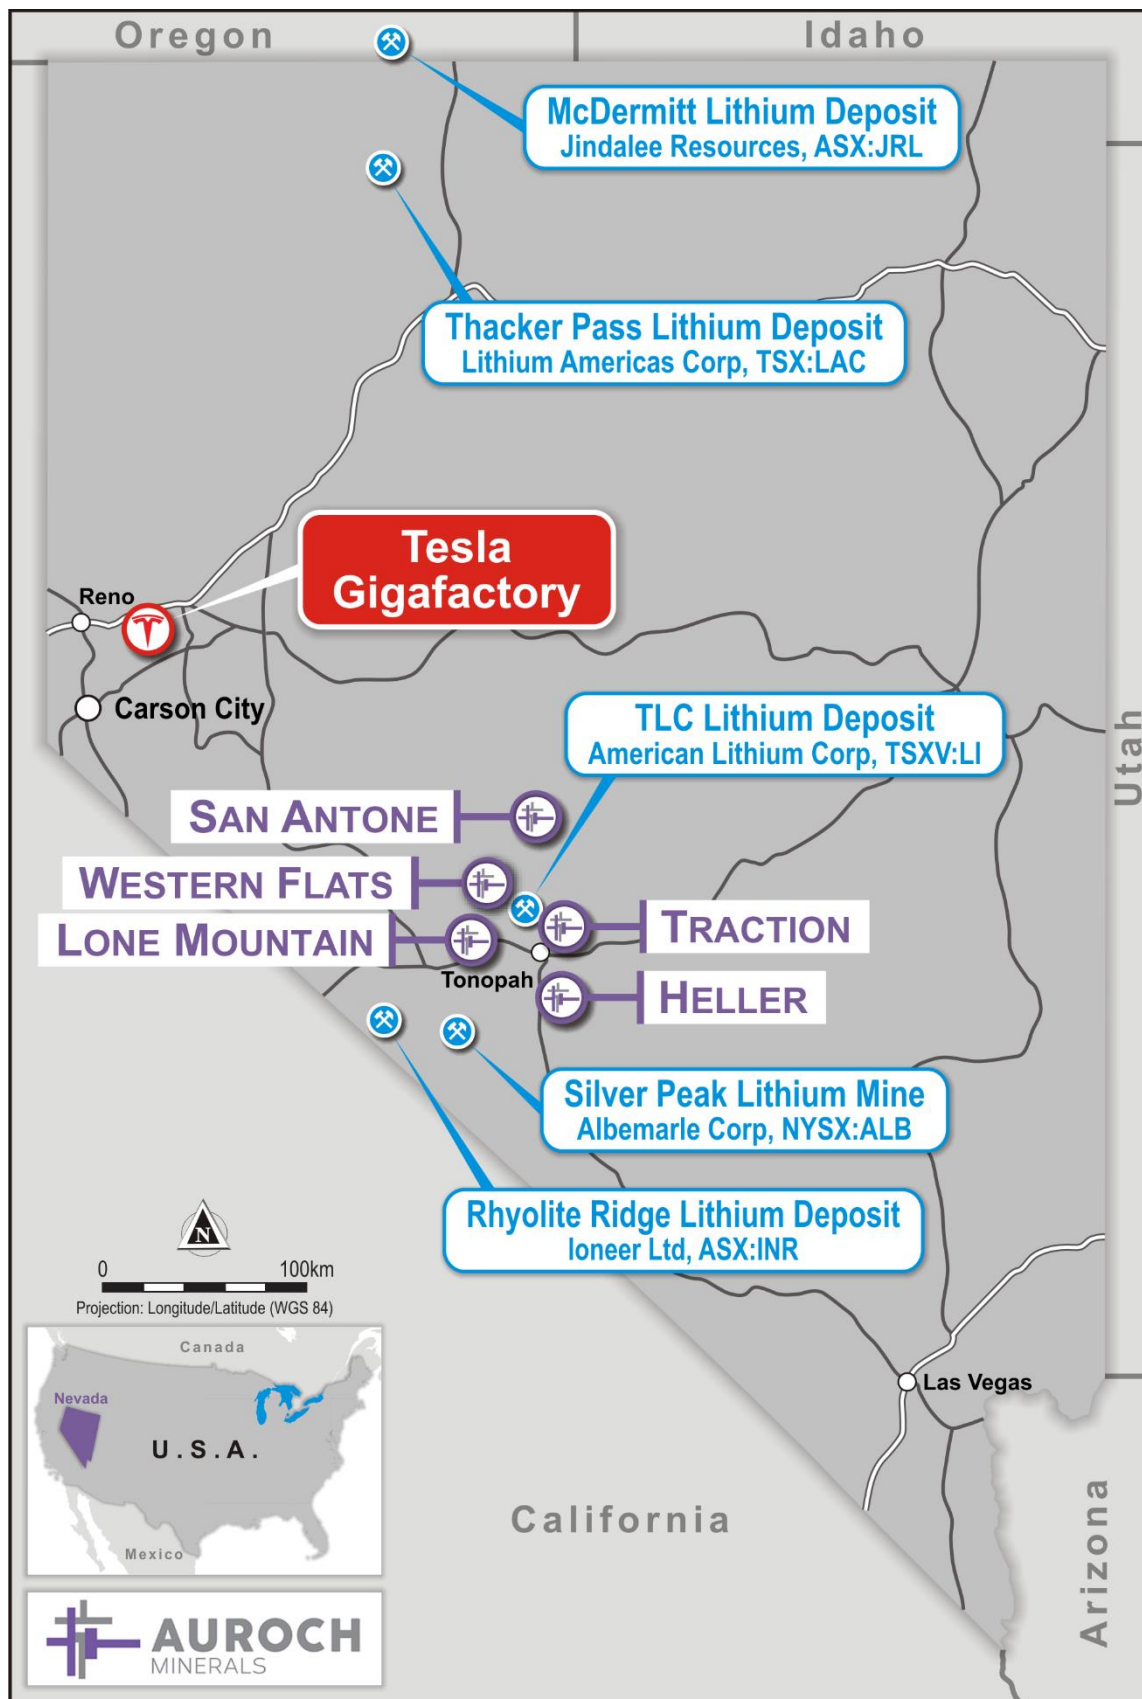 Oregon
Idaho
McDermitt Lithium Deposit
Jindalee Resources, ASX:JRL
Thacker Pass Lithium Deposit
Lithium Americas Corp, TSX:LAC
Tesla
Gigafactory
Reno
Carson City
TLC Lithium Deposit
American Lithium Corp, TSXV:LI
Utah
SAN ANTONE
WESTERN FLATS
LONE MOUNTAIN
TRACTION
Tonopah
HELLER
Silver Peak Lithium Mine
Albemarle Corp, NYSX:ALB
Rhyolite Ridge Lithium Deposit
Ioneer Ltd, ASX:INR
N
0 100km
Projection: Longitude/Latitude (WGS 84)
Canada
Nevada
U.S.A.
Mexico
Las Vegas
California
Arizona
AUROCH
MINERALS